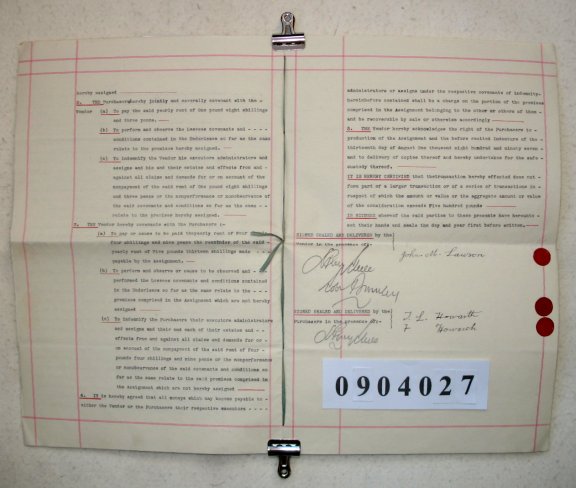 hereby assigned
2. THE Purchasers hereby jointly and severally covenant with the -
Vendor (a) To pay the said yearly rent of One pound eight shillings
and three pence. —
(b) To perform and observe the Lessees covenants and - - - -
conditions contained in the Underlease so far as the same
relate to the premises hereby assigned. —
(c) To indemnify the Vendor his executors administrators and
assigns and his and their estates and effects from and -
against all claims and demands for or on account of the
nonpayment of the said rent of One pound eight shillings
and three pence or the nonperformance or nonobservance of
the said covenants and conditions so far as the same - - -
relate to the premises hereby assigned. —
3. THE Vendor hereby covenants with the Purchasers :-
(a) To pay or cause to be paid the yearly rent of Four
shillings and nine pence the remainder of the said -
yearly rent of Five pounds thirteen shillings made -
payable by the assignment.
(b) To perform and observe or cause to be observed and -
performed the Lessees covenants and conditions contained
in the Underlease so far as the same relate to the - - -
premises comprised in the Assignment and not hereby
assigned
(c) To indemnify the Purchasers their executors administrators
and assigns and their and each of their estates and - -
effects from and against all claims and demands for or -
on account of the nonpayment of the said rent of Four -
pounds four shillings and nine pence or the nonperformance
or nonobservance of the said covenants and conditions so
far as the same relate to the said premises comprised in
the Assignment which are not hereby assigned
4. IT is hereby agreed that all moneys which may become payable to -
either the Vendor or the Purchasers their respective executors - - - -
administrators or assigns under the respective covenants of indemnity-
hereinbefore contained shall be a charge on the portion of the premises
comprised in the Assignment belonging to the other or others of them -
and be recoverable by sale or otherwise accordingly
5. THE Vendor hereby acknowledges the right of the Purchasers to -
production of the Assignment and the before recited Indenture of the
thirteenth day of August One thousand eight hundred and ninety seven -
and to delivery of copies thereof and hereby undertakes for the safe -
custody thereof.
IT IS HEREBY CERTIFIED that the transaction hereby effected does not
form part of a larger transaction or of a series of transactions in -
respect of which the amount or value or the aggregate amount or value
of the consideration exceeds Five hundred pounds
IN WITNESS whereof the said parties to these presents have hereunto -
set their hands and seals the day and year first before written.
SIGNED SEALED AND DELIVERED by the
Vendor in the presence of:-
John M. Lawson
SIGNED SEALED AND DELIVERED by the
Purchasers in the presence of:-
T. L. Howarth
F Howarth
0904027